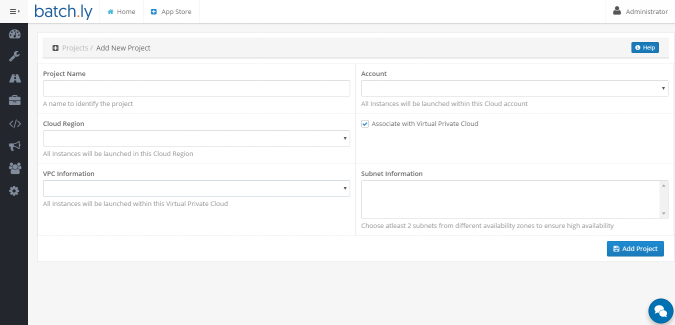 batch.ly Home App Store Administrator
Projects / Add New Project Help
Project Name Account
A name to identify the project All Instances will be launched within this Cloud account
Cloud Region Associate with Virtual Private Cloud
All Instances will be launched in this Cloud Region
VPC Information Subnet Information
All Instances will be launched within this Virtual Private Cloud
Choose atleast 2 subnets from different availability zones to ensure high availability
Add Project